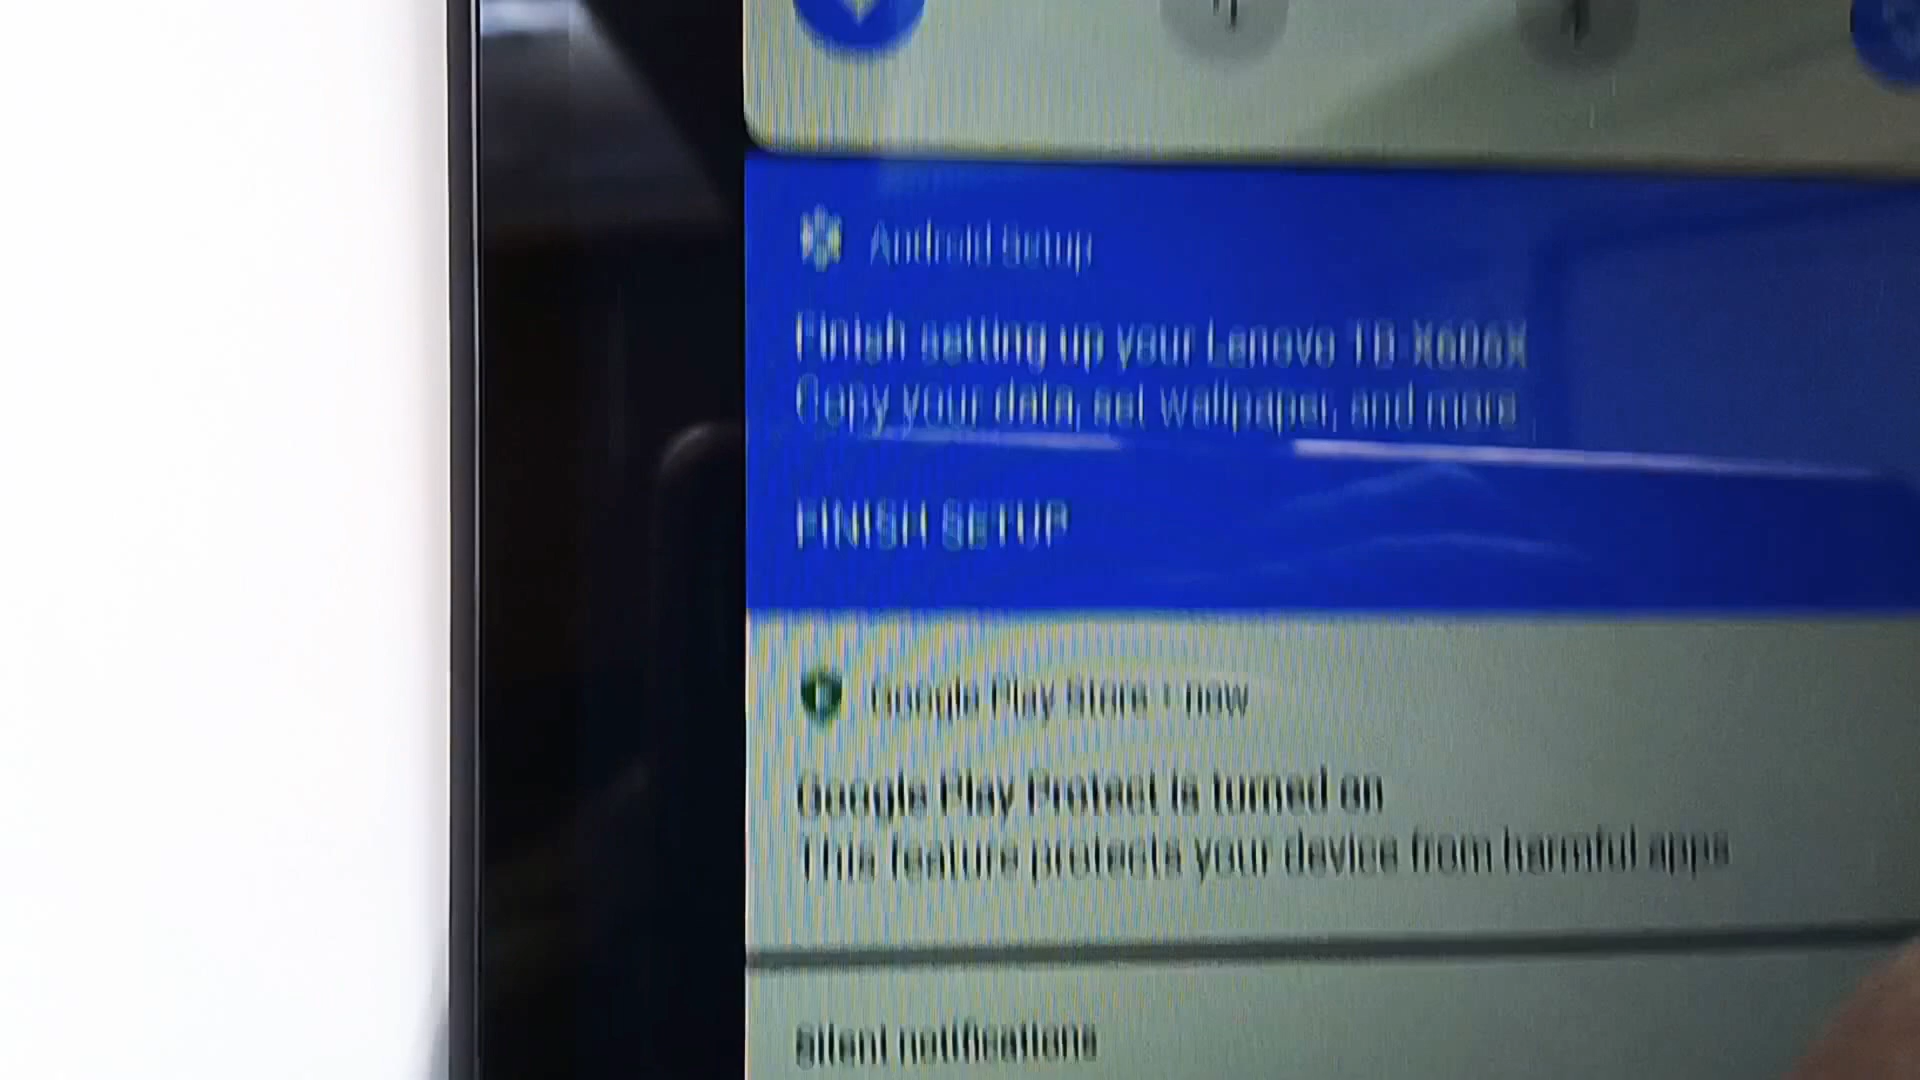 Android Setup
Finish setting up your Lenovo TB-X606X
Copy your data, set wallpaper, and more
FINISH SETUP
Google Play Store • now
Google Play Protect is turned on
This feature protects your device from harmful apps
Silent notifications